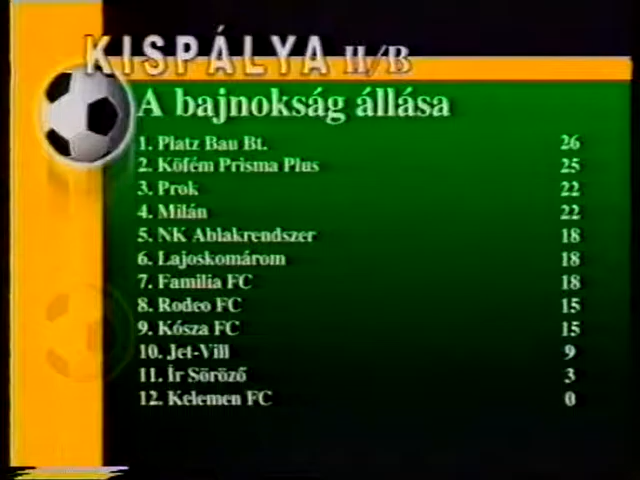 KISPÁLYA II/B
A bajnokság állása
1. Platz Bau Bt. 26
2. Köfém Prisma Plus 25
3. Prok 22
4. Milán 22
5. NK Ablakrendszer 18
6. Lajoskomárom 18
7. Familia FC 18
8. Rodeo FC 15
9. Kósza FC 15
10. Jet-Vill 9
11. Ír Söröző 3
12. Kelemen FC 0